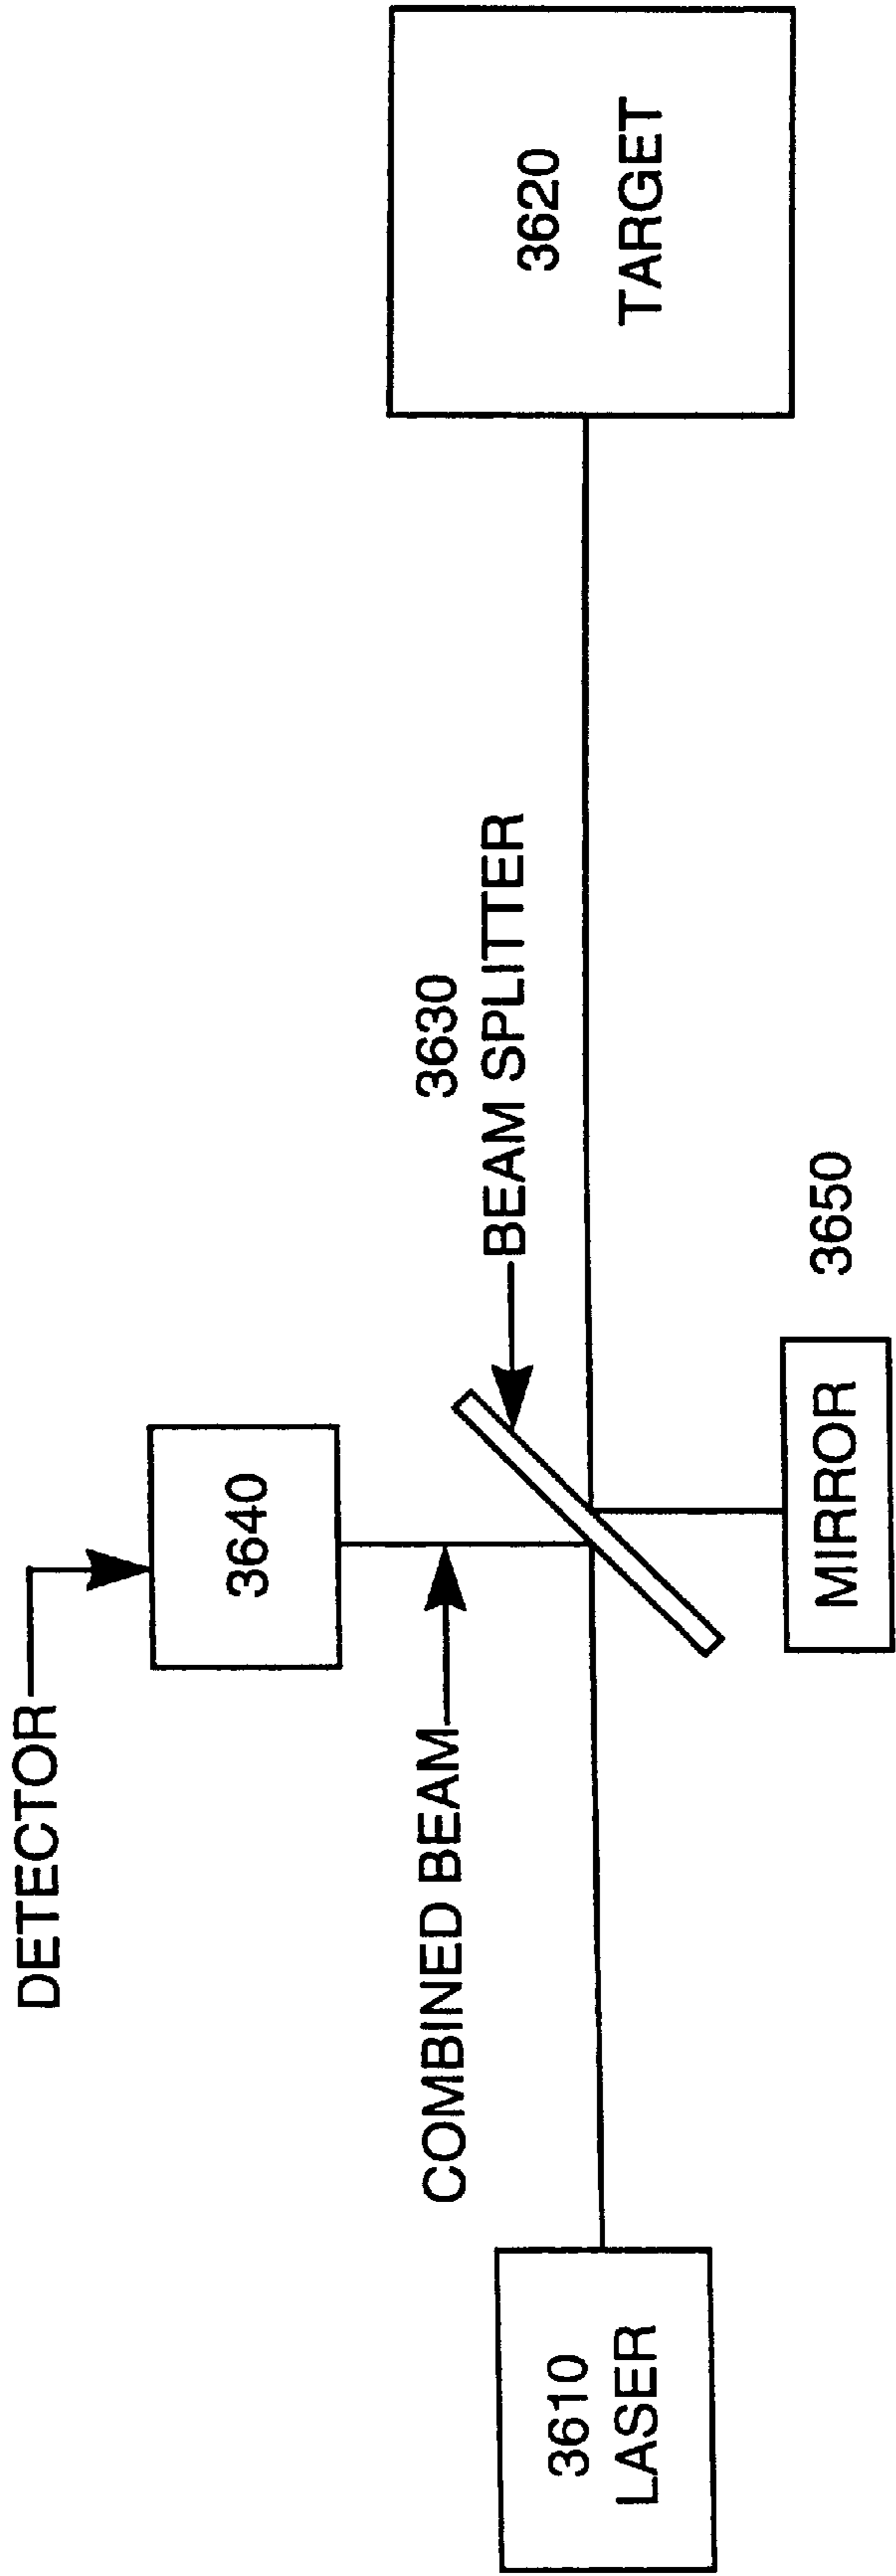 DETECTOR
3640
COMBINED BEAM
3630
BEAM SPLITTER
3620
TARGET
3610
LASER
MIRROR
3650